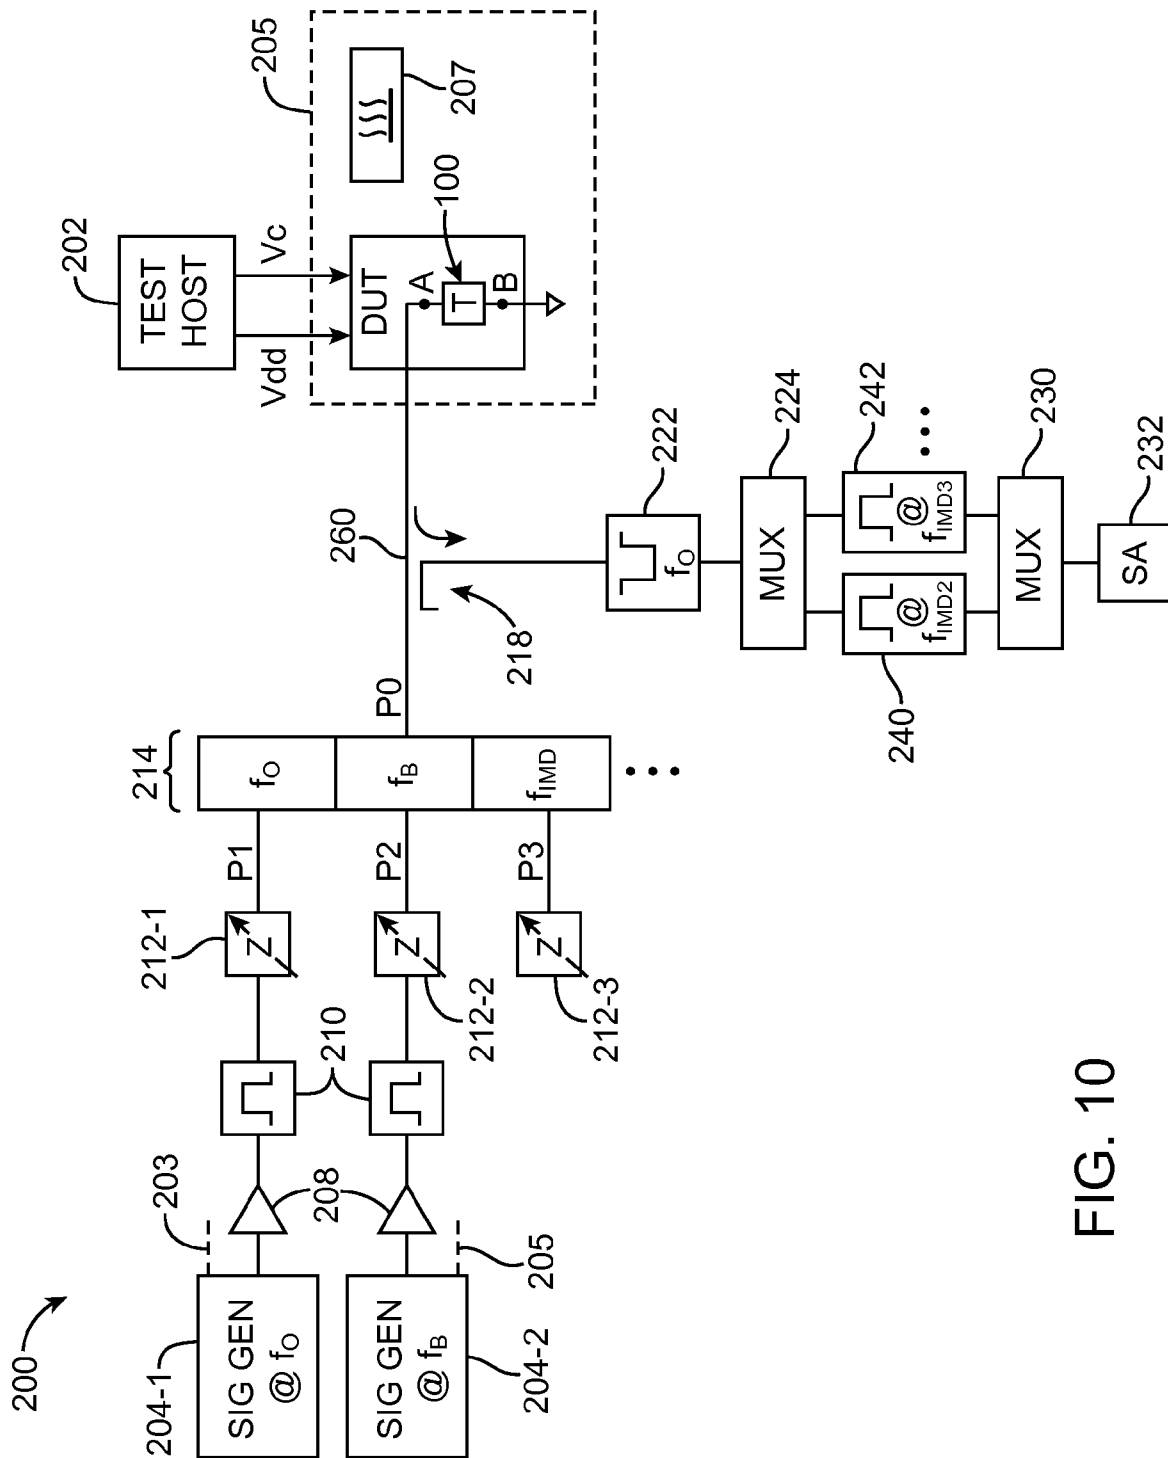 200
204-1
SIG GEN
@ fO
203
204-2
SIG GEN
@ fB
205
208
210
212-1
Z
P1
212-2
Z
P2
212-3
Z
P3
214
fO
fB
fIMD
P0
260
218
202
TEST
HOST
Vdd
Vc
205
207
DUT
A
100
T
B
222
fO
224
MUX
240
@
fIMD2
242
@
fIMD3
230
MUX
232
SA
FIG. 10